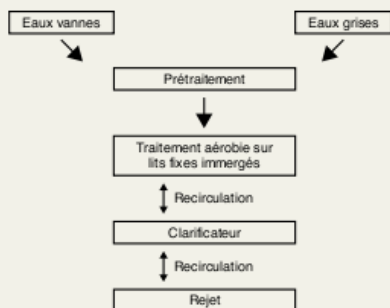 Eaux vannes
Eaux grises
Prétraitement
Traitement aérobie sur
lits fixes immergés
Recirculation
Clarificateur
Recirculation
Rejet